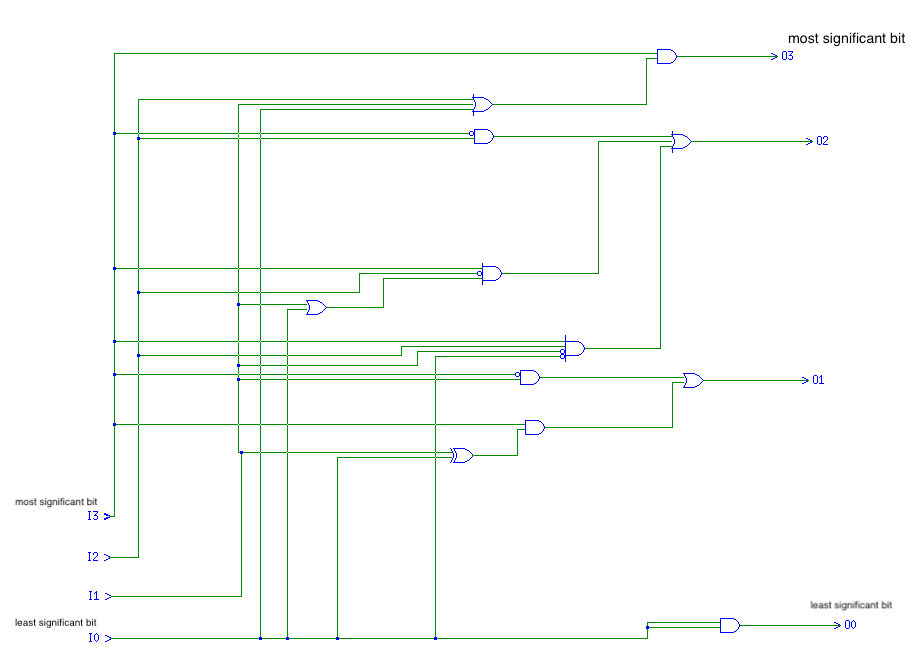 most significant bit
O3
O2
O1
most significant bit
I3
I2
I1
least significant bit
least significant bit
I0
O0